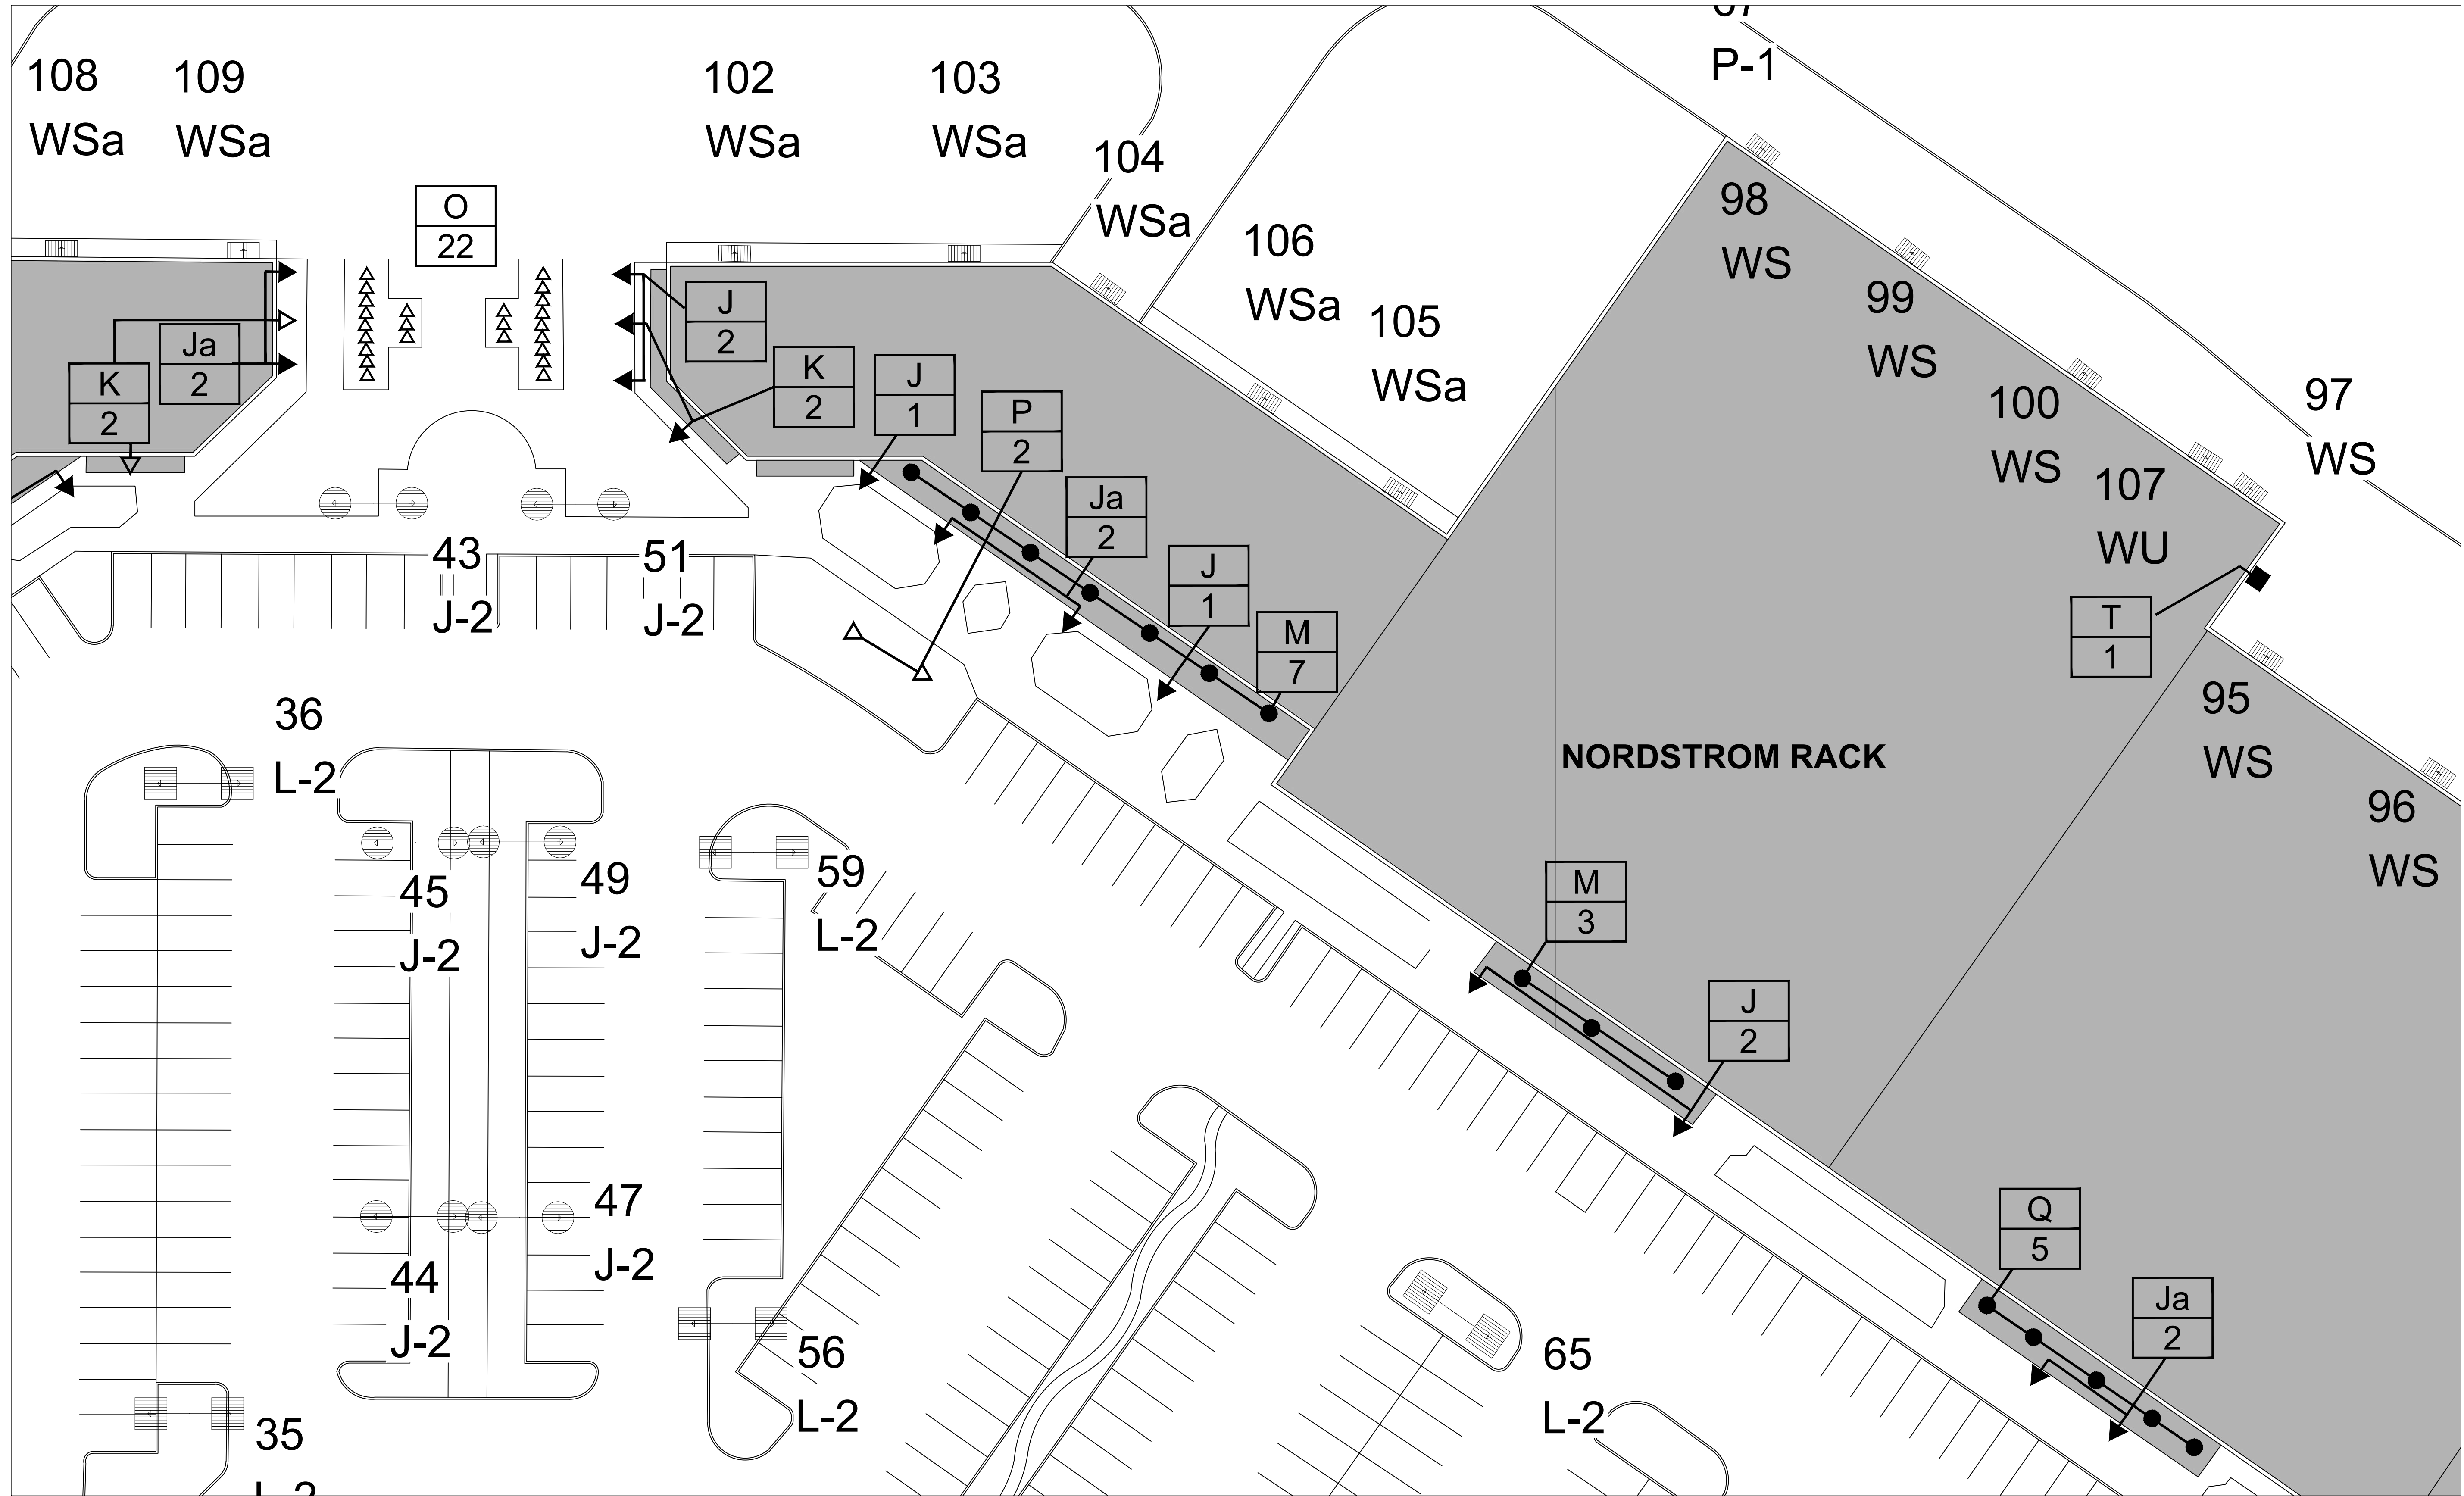 67
P-1
108
WSa
109
WSa
102
WSa
103
WSa
104
WSa
106
WSa
105
WSa
98
WS
99
WS
100
WS
107
WU
97
WS
O
22
J
2
K
2
Ja
2
K
2
J
1
P
2
Ja
2
J
1
M
7
T
1
43
J-2
51
J-2
95
WS
96
WS
NORDSTROM RACK
36
L-2
45
J-2
49
J-2
59
L-2
M
3
J
2
47
J-2
44
J-2
56
L-2
65
L-2
Q
5
Ja
2
35
L-2